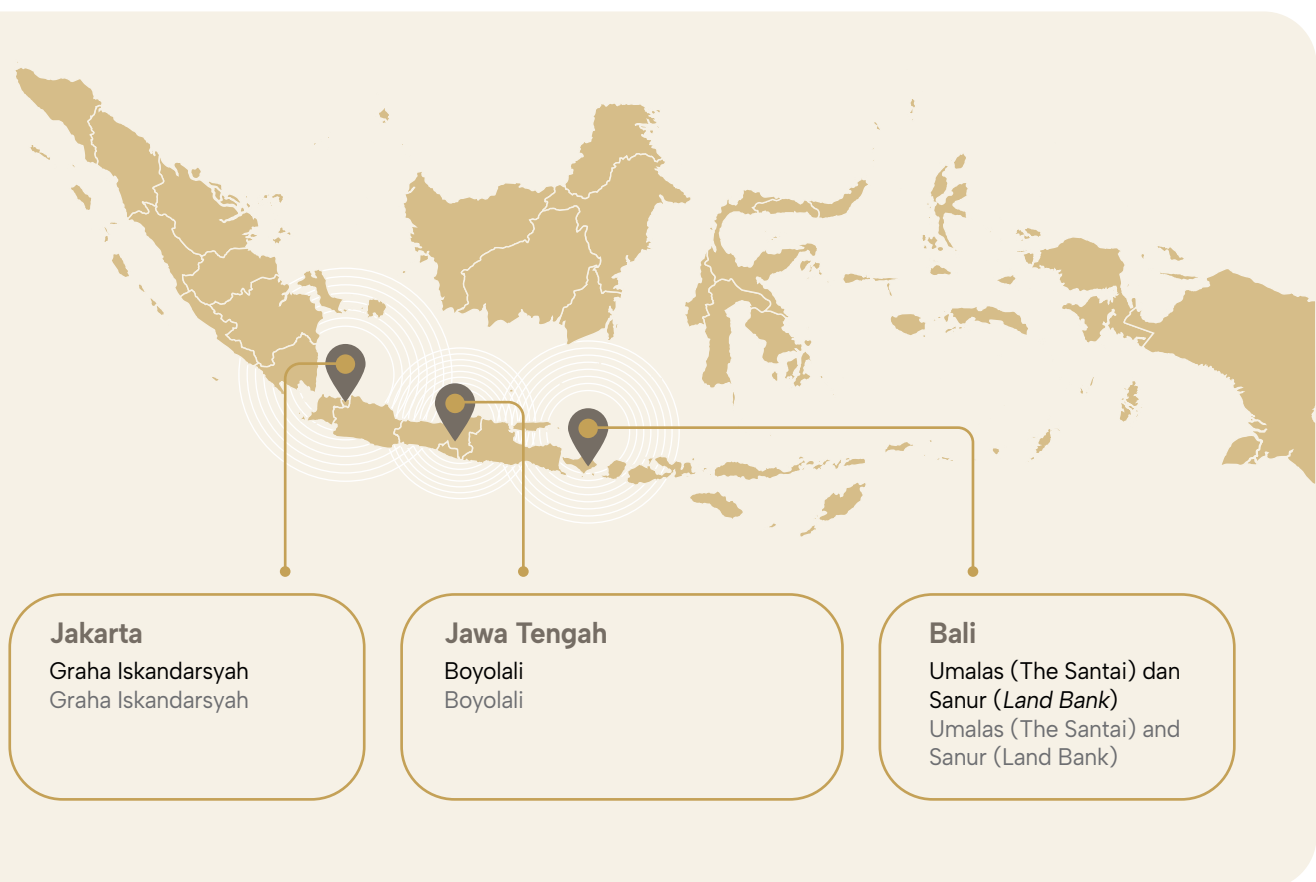 Jakarta
Graha Iskandarsyah
Graha Iskandarsyah
Jawa Tengah
Boyolali
Boyolali
Bali
Umalas (The Santai) dan
Sanur (Land Bank)
Umalas (The Santai) and
Sanur (Land Bank)